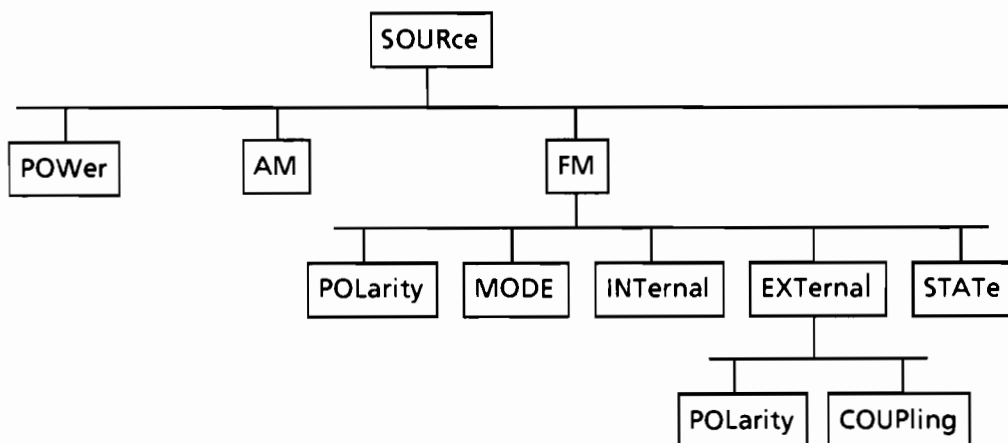 SOURce
POWer
AM
FM
POLarity
MODE
INTernal
EXTernal
STATe
POLarity
COUPling